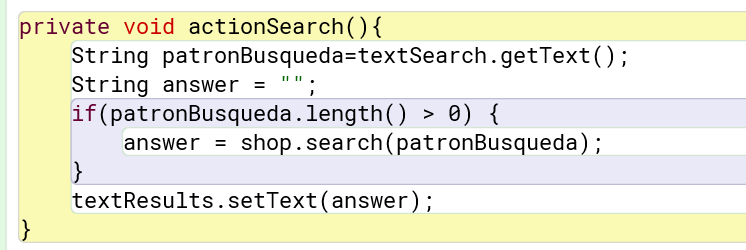 private void actionSearch(){
String patronBusqueda=textSearch.getText();
String answer = "";
if(patronBusqueda.length() > 0) {
answer = shop.search(patronBusqueda);
}
textResults.setText(answer);
}